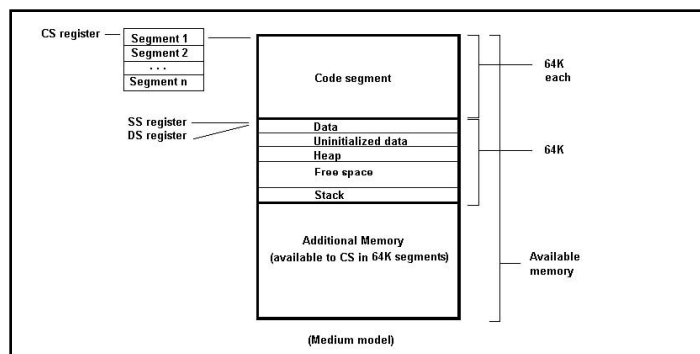 CS register
Segment 1
Segment 2
. . .
Segment n
Code segment
64K
each
SS register
DS register
Data
Uninitialized data
Heap
Free space
Stack
64K
Additional Memory
(available to CS in 64K segments)
Available
memory
(Medium model)